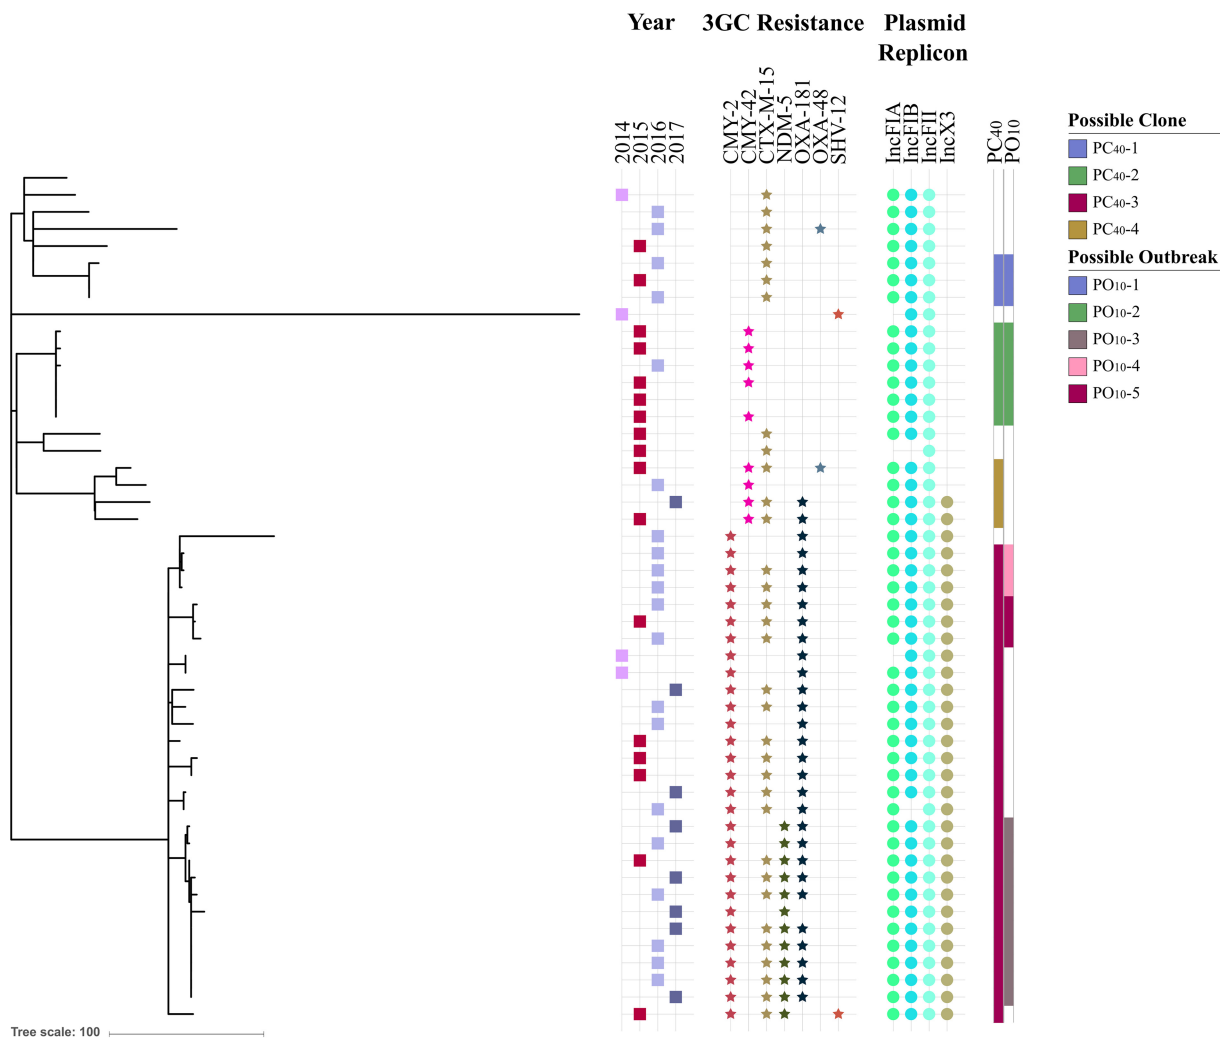 Year
3GC Resistance
Plasmid
Replicon
2014
2015
2016
2017
CMY-2
CMY-42
CTX-M-15
NDM-5
OXA-181
OXA-48
SHV-12
IncFIA
IncFIB
IncFII
IncX3
PC40
PO10
Possible Clone
PC40-1
PC40-2
PC40-3
PC40-4
Possible Outbreak
PO10-1
PO10-2
PO10-3
PO10-4
PO10-5
Tree scale: 100